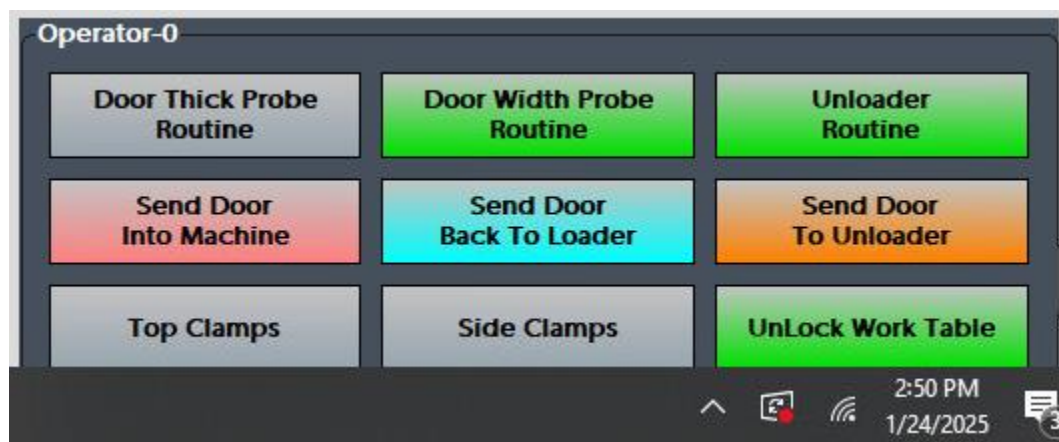 Operator-0
Door Thick Probe
Routine
Door Width Probe
Routine
Unloader
Routine
Send Door
Into Machine
Send Door
Back To Loader
Send Door
To Unloader
Top Clamps
Side Clamps
UnLock Work Table
2:50 PM
1/24/2025
3